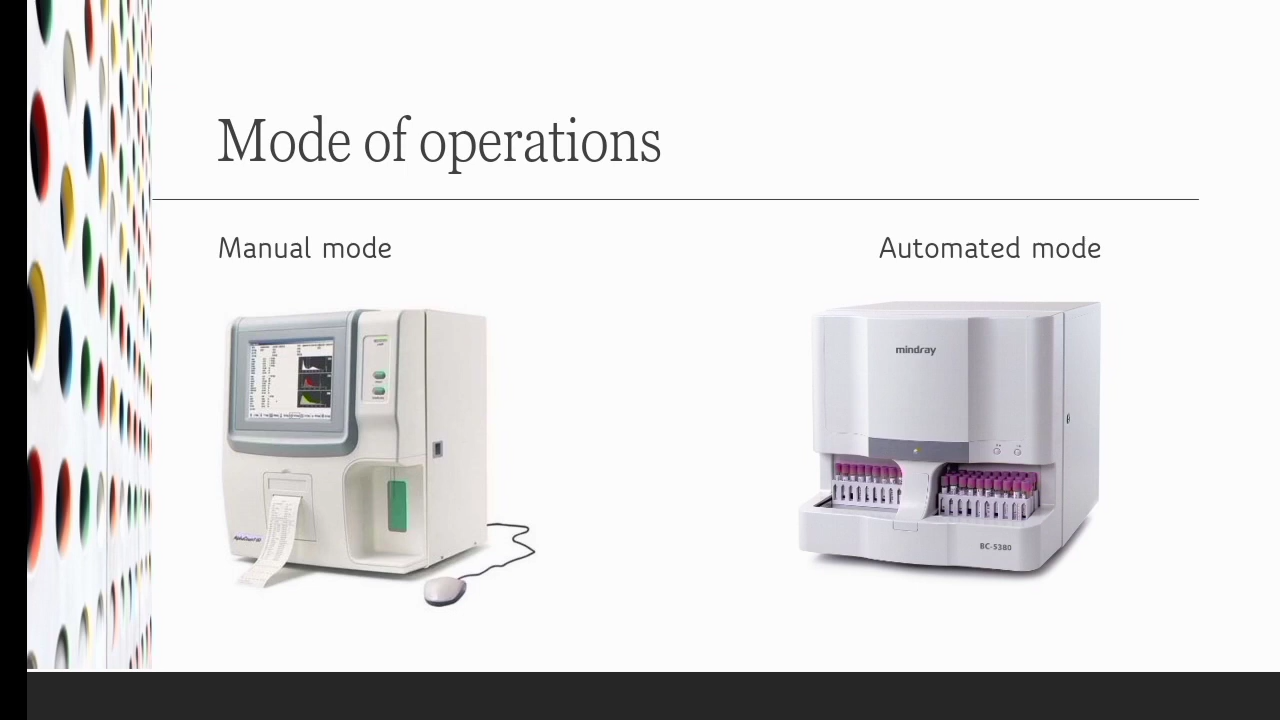 Mode of operations
Manual mode
Automated mode
mindray
BC-5380